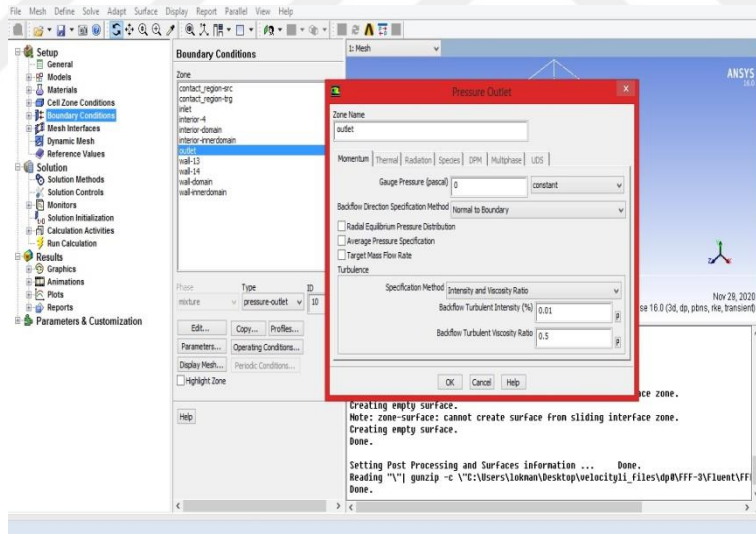 File Mesh Define Solve Adapt Surface Display Report Parallel View Help
Setup
General
Models
Materials
Cell Zone Conditions
Boundary Conditions
Mesh Interfaces
Dynamic Mesh
Reference Values
Solution
Solution Methods
Solution Controls
Monitors
Solution Initialization
Calculation Activities
Run Calculation
Results
Graphics
Animations
Plots
Reports
Parameters & Customization
Boundary Conditions
Zone
contact_region-src
contact_region-trg
inlet
interior-4
interior-domain
interior-innerdomain
outlet
wall-13
wall-14
wall-domain
wall-innerdomain
Phase Type ID
mixture pressure-outlet 10
Edit... Copy... Profiles...
Parameters... Operating Conditions...
Display Mesh... Periodic Conditions...
Highlight Zone
Help
1: Mesh
ANSYS
16.0
Pressure Outlet
x
Zone Name
outlet
Momentum Thermal Radiation Species DPM Multiphase UDS
Gauge Pressure (pascal) 0 constant
Backflow Direction Specification Method Normal to Boundary
Radial Equilibrium Pressure Distribution
Average Pressure Specification
Target Mass Flow Rate
Turbulence
Specification Method Intensity and Viscosity Ratio
Backflow Turbulent Intensity (%) 0.01 P
Backflow Turbulent Viscosity Ratio 0.5 P
OK Cancel Help
Nov 29, 2020
se 16.0 (3d, dp, pbns, rke, transient)
ace zone.
Creating empty surface.
Note: zone-surface: cannot create surface from sliding interface zone.
Creating empty surface.
Done.
Setting Post Processing and Surfaces information ... Done.
Reading "\"| gunzip -c \"C:\Users\lokman\Desktop\velocityli_files\dp0\FFF-3\Fluent\FFF
Done.